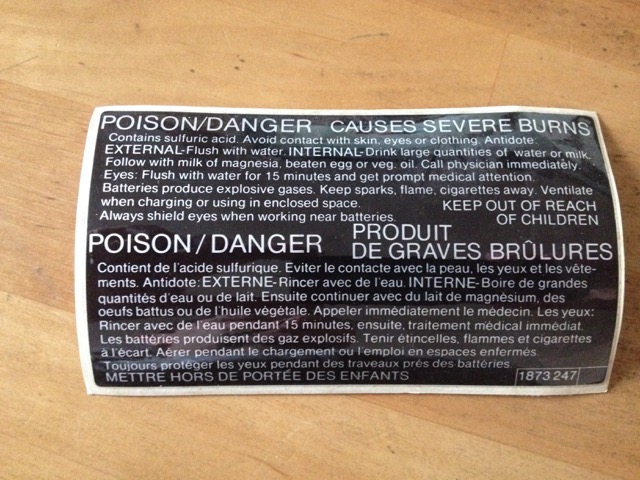 POISON/DANGER CAUSES SEVERE BURNS
Contains sulfuric acid. Avoid contact with skin, eyes or clothing. Antidote:
EXTERNAL-Flush with water. INTERNAL-Drink large quantities of water or milk.
Follow with milk of magnesia, beaten egg or veg. oil. Call physician immediately.
Eyes: Flush with water for 15 minutes and get prompt medical attention.
Batteries produce explosive gases. Keep sparks, flame, cigarettes away. Ventilate
when charging or using in enclosed space.
Always shield eyes when working near batteries.
KEEP OUT OF REACH
OF CHILDREN
POISON/DANGER
PRODUIT
DE GRAVES BRÛLURES
Contient de l'acide sulfurique. Eviter le contacte avec la peau, les yeux et les vête-
ments. Antidote: EXTERNE-Rincer avec de l'eau. INTERNE-Boire de grandes
quantités d'eau ou de lait. Ensuite continuer avec du lait de magnésium, des
oeufs battus ou de l'huile végétale. Appeler immédiatement le médecin. Les yeux:
Rincer avec de l'eau pendant 15 minutes, ensuite, traitement médical immédiat.
Les battéries produisent des gaz explosifs. Tenir étincelles, flammes et cigarettes
à l'écart. Aérer pendant le chargement ou l'emploi en espaces enfermés.
Toujours protéger les yeux pendant des traveaux près des battéries.
METTRE HORS DE PORTÉE DES ENFANTS
1873 247